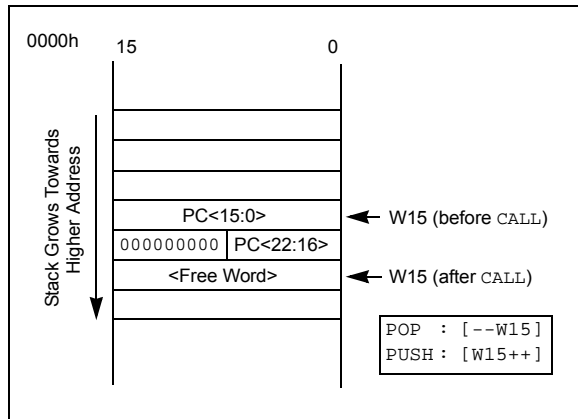 0000h
15 0
Stack Grows Towards
Higher Address
PC<15:0>
W15 (before CALL)
000000000 PC<22:16>
<Free Word>
W15 (after CALL)
POP : [--W15]
PUSH : [W15++]